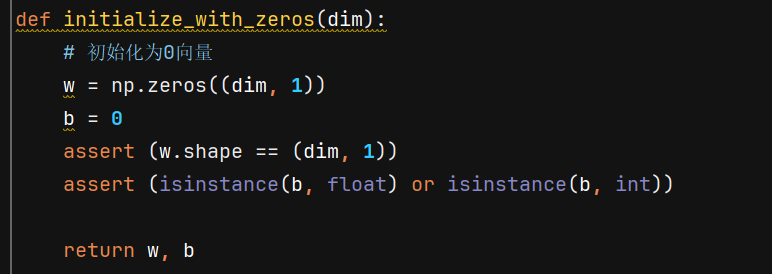 def initialize_with_zeros(dim):
    # 初始化为0向量
    w = np.zeros((dim, 1))
    b = 0
    assert (w.shape == (dim, 1))
    assert (isinstance(b, float) or isinstance(b, int))
    return w, b